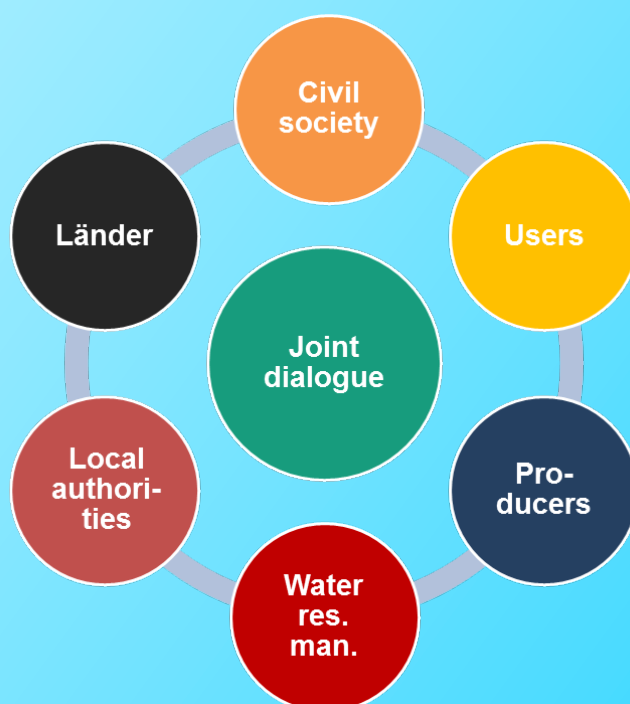 Civil
society
Länder
Users
Joint
dialogue
Local
authori-
ties
Pro-
ducers
Water
res.
man.